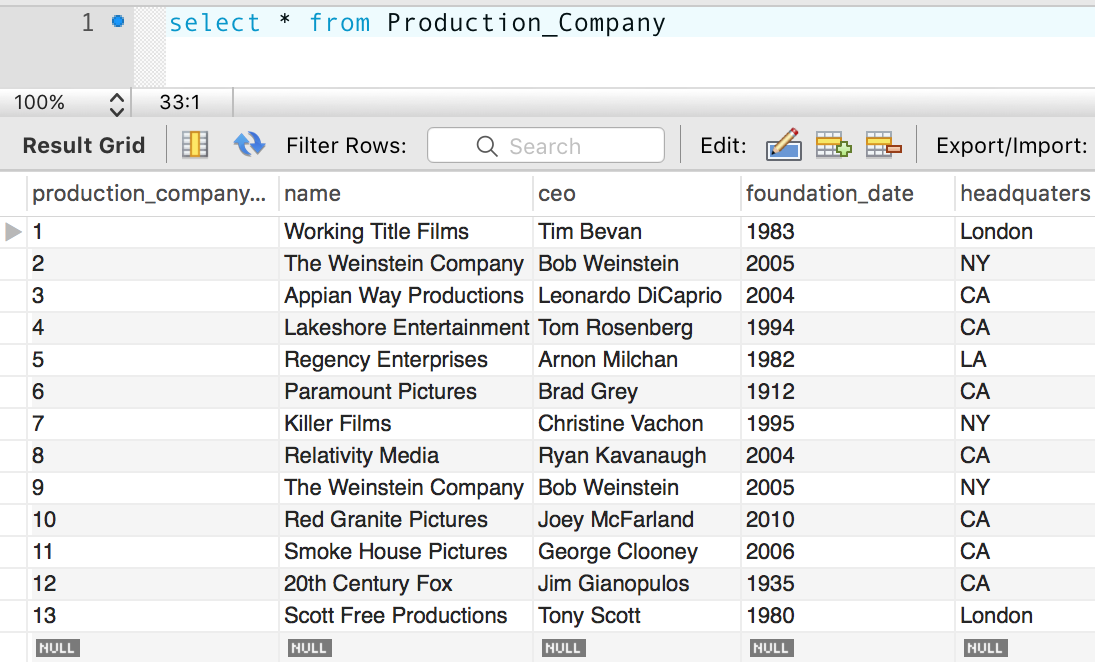 1 select * from Production_Company
100% 33:1
Result Grid Filter Rows: Search Edit: Export/Import:
production_company... name ceo foundation_date headquaters
1 Working Title Films Tim Bevan 1983 London
2 The Weinstein Company Bob Weinstein 2005 NY
3 Appian Way Productions Leonardo DiCaprio 2004 CA
4 Lakeshore Entertainment Tom Rosenberg 1994 CA
5 Regency Enterprises Arnon Milchan 1982 LA
6 Paramount Pictures Brad Grey 1912 CA
7 Killer Films Christine Vachon 1995 NY
8 Relativity Media Ryan Kavanaugh 2004 CA
9 The Weinstein Company Bob Weinstein 2005 NY
10 Red Granite Pictures Joey McFarland 2010 CA
11 Smoke House Pictures George Clooney 2006 CA
12 20th Century Fox Jim Gianopulos 1935 CA
13 Scott Free Productions Tony Scott 1980 London
NULL NULL NULL NULL NULL